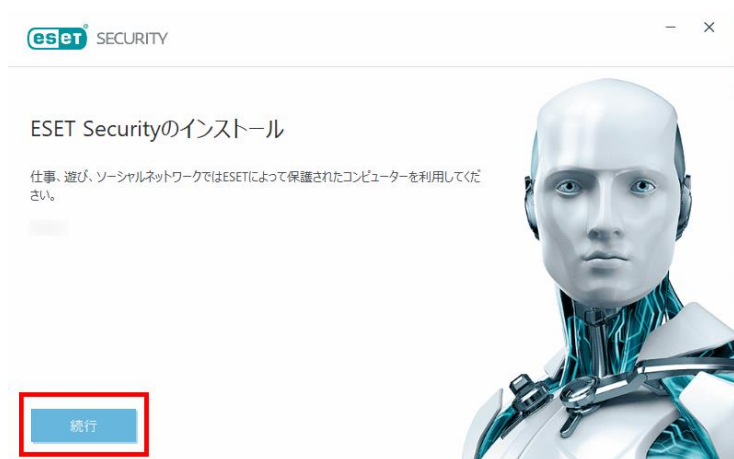 eset SECURITY
ESET Securityのインストール
仕事、遊び、ソーシャルネットワークではESETによって保護されたコンピューターを利用してくだ
さい。
続行